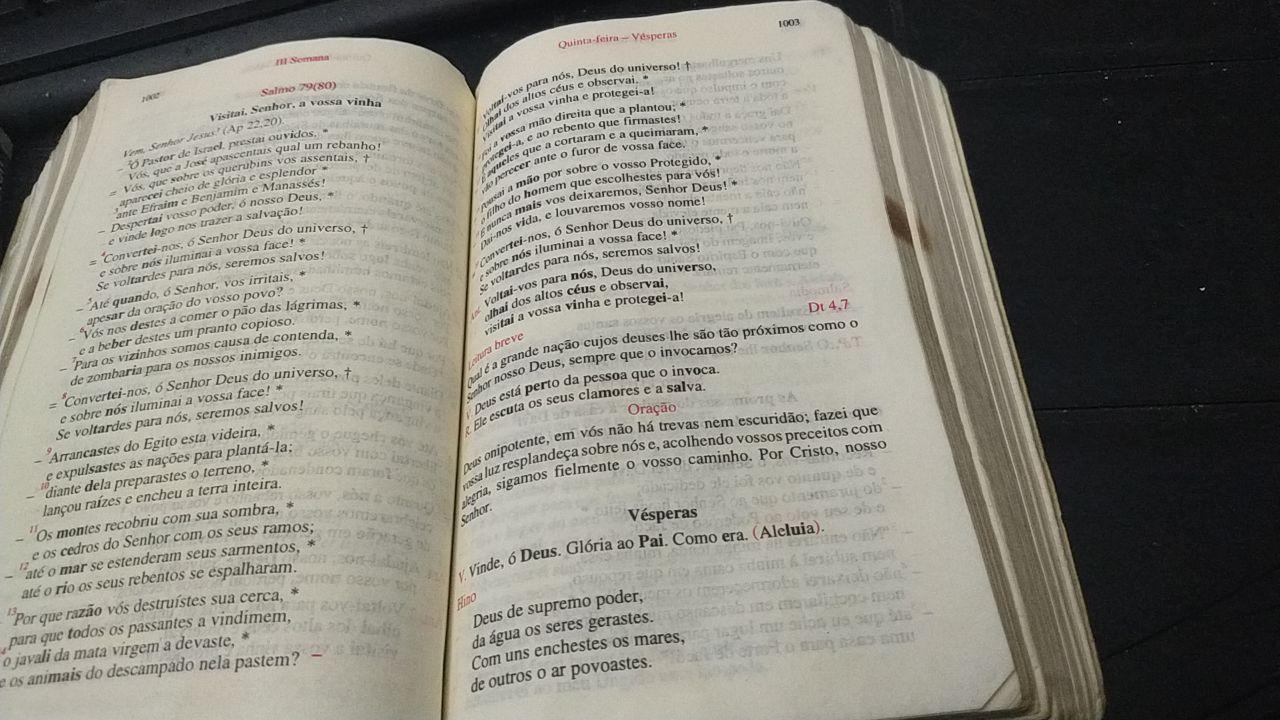 1002
III Semana
Salmo 79(80)
Visitai, Senhor, a vossa vinha
Vem, Senhor Jesus! (Ap 22,20).
– ²Ó Pastor de Israel, prestai ouvidos, *
Vós, que a José apascentais qual um rebanho!
= Vós, que sobre os querubins vos assentais, †
aparecei cheio de glória e esplendor *
³ante Efraim e Benjamim e Manassés!
– Despertai vosso poder, ó nosso Deus, *
e vinde logo nos trazer a salvação!
= ⁴Convertei-nos, ó Senhor Deus do universo, †
e sobre nós iluminai a vossa face! *
Se voltardes para nós, seremos salvos!
– ⁵Até quando, ó Senhor, vos irritais, *
apesar da oração do vosso povo?
– ⁶Vós nos destes a comer o pão das lágrimas, *
e a beber destes um pranto copioso.
– ⁷Para os vizinhos somos causa de contenda, *
de zombaria para os nossos inimigos.
= ⁸Convertei-nos, ó Senhor Deus do universo, †
e sobre nós iluminai a vossa face! *
Se voltardes para nós, seremos salvos!
– ⁹Arrancastes do Egito esta videira, *
e expulsastes as nações para plantá-la;
– ¹⁰diante dela preparastes o terreno, *
lançou raízes e encheu a terra inteira.
– ¹¹Os montes recobriu com sua sombra, *
e os cedros do Senhor com os seus ramos;
– ¹²até o mar se estenderam seus sarmentos, *
até o rio os seus rebentos se espalharam.
¹³Por que razão vós destruístes sua cerca, *
para que todos os passantes a vindimem,
o javali da mata virgem a devaste, *
e os animais do descampado nela pastem? –
Quinta-feira – Vésperas
1003
Voltai-vos para nós, Deus do universo! †
Olhai dos altos céus e observai. *
Visitai a vossa vinha e protegei-a!
Foi a vossa mão direita que a plantou; *
protegei-a, e ao rebento que firmastes!
E aqueles que a cortaram e a queimaram, *
vão perecer ante o furor de vossa face.
Pousai a mão por sobre o vosso Protegido, *
o filho do homem que escolhestes para vós!
E nunca mais vos deixaremos, Senhor Deus! *
Dai-nos vida, e louvaremos vosso nome!
Convertei-nos, ó Senhor Deus do universo, †
e sobre nós iluminai a vossa face! *
Se voltardes para nós, seremos salvos!
Ant. Voltai-vos para nós, Deus do universo,
olhai dos altos céus e observai,
visitai a vossa vinha e protegei-a!
Leitura breve Dt 4,7
Qual é a grande nação cujos deuses lhe são tão próximos como o
Senhor nosso Deus, sempre que o invocamos?
V. Deus está perto da pessoa que o invoca.
R. Ele escuta os seus clamores e a salva.
Oração
Deus onipotente, em vós não há trevas nem escuridão; fazei que
vossa luz resplandeça sobre nós e, acolhendo vossos preceitos com
alegria, sigamos fielmente o vosso caminho. Por Cristo, nosso
Senhor.
Vésperas
V. Vinde, ó Deus. Glória ao Pai. Como era. (Aleluia).
Hino
Deus de supremo poder,
da água os seres gerastes.
Com uns enchestes os mares,
de outros o ar povoastes.